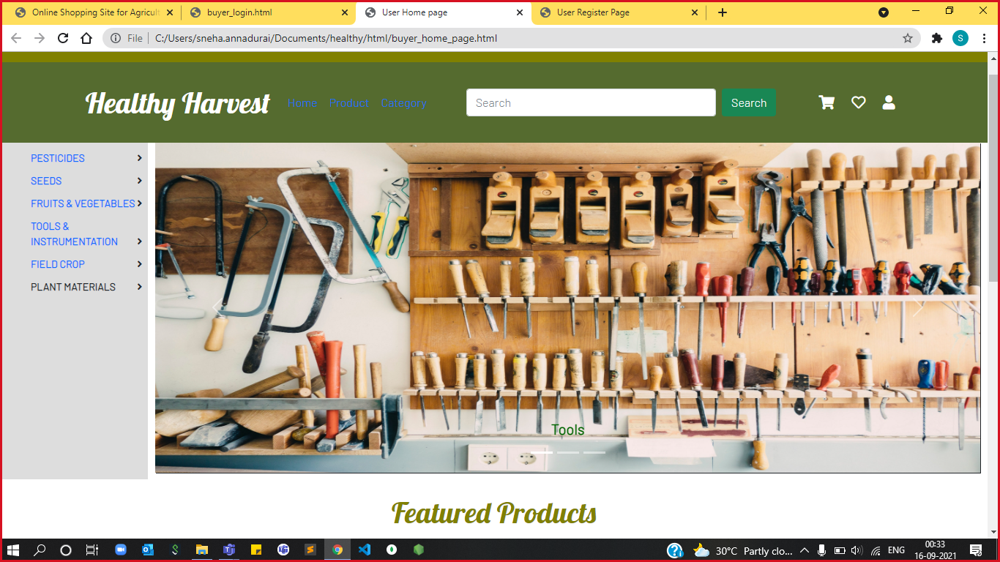 Online Shopping Site for Agricult
buyer_login.html
User Home page
User Register Page
File
C:/Users/sneha.annadurai/Documents/healthy/html/buyer_home_page.html
S
Healthy Harvest
Home
Product
Category
Search
Search
PESTICIDES
SEEDS
FRUITS & VEGETABLES
TOOLS &
INSTRUMENTATION
FIELD CROP
PLANT MATERIALS
Tools
Featured Products
30°C Partly clo...
ENG
00:33
16-09-2021